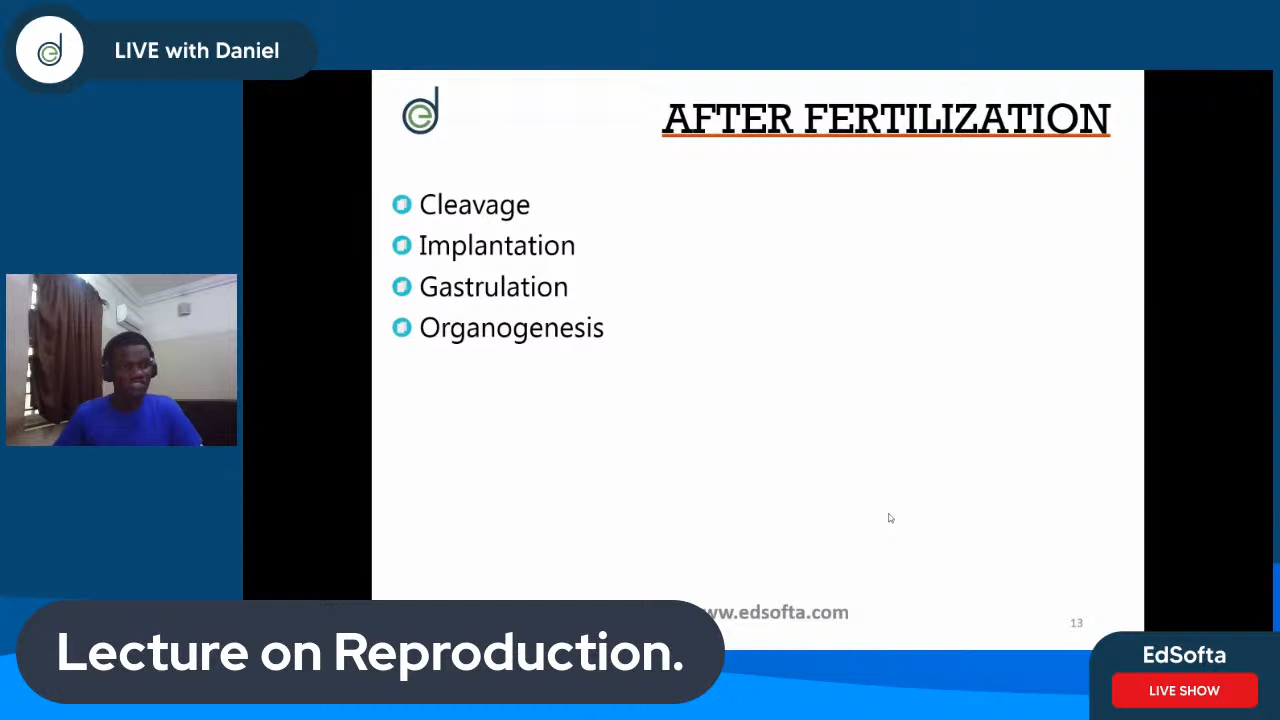 LIVE with Daniel
AFTER FERTILIZATION
Cleavage
Implantation
Gastrulation
Organogenesis
ww.edsofta.com
13
Lecture on Reproduction.
EdSofta
LIVE SHOW